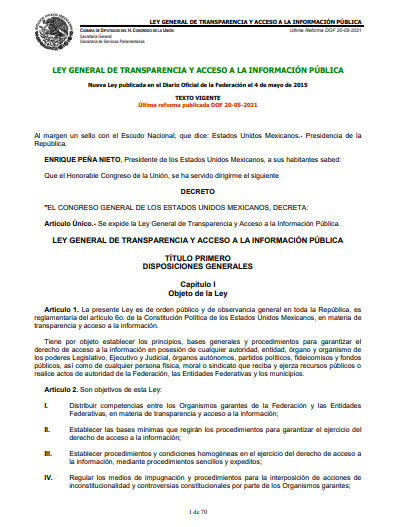 LEY GENERAL DE TRANSPARENCIA Y ACCESO A LA INFORMACIÓN PÚBLICA
CÁMARA DE DIPUTADOS DEL H. CONGRESO DE LA UNIÓN
Última Reforma DOF 20-05-2021
Secretaría General
Secretaría de Servicios Parlamentarios
LEY GENERAL DE TRANSPARENCIA Y ACCESO A LA INFORMACIÓN PÚBLICA
Nueva Ley publicada en el Diario Oficial de la Federación el 4 de mayo de 2015
TEXTO VIGENTE
Última reforma publicada DOF 20-05-2021
Al margen un sello con el Escudo Nacional, que dice: Estados Unidos Mexicanos.- Presidencia de la
República.
ENRIQUE PEÑA NIETO, Presidente de los Estados Unidos Mexicanos, a sus habitantes sabed:
Que el Honorable Congreso de la Unión, se ha servido dirigirme el siguiente
DECRETO
"EL CONGRESO GENERAL DE LOS ESTADOS UNIDOS MEXICANOS, DECRETA:
Artículo Único.- Se expide la Ley General de Transparencia y Acceso a la Información Pública.
LEY GENERAL DE TRANSPARENCIA Y ACCESO A LA INFORMACIÓN PÚBLICA
TÍTULO PRIMERO
DISPOSICIONES GENERALES
Capítulo I
Objeto de la Ley
Artículo 1. La presente Ley es de orden público y de observancia general en toda la República, es
reglamentaria del artículo 6o. de la Constitución Política de los Estados Unidos Mexicanos, en materia de
transparencia y acceso a la información.
Tiene por objeto establecer los principios, bases generales y procedimientos para garantizar el
derecho de acceso a la información en posesión de cualquier autoridad, entidad, órgano y organismo de
los poderes Legislativo, Ejecutivo y Judicial, órganos autónomos, partidos políticos, fideicomisos y fondos
públicos, así como de cualquier persona física, moral o sindicato que reciba y ejerza recursos públicos o
realice actos de autoridad de la Federación, las Entidades Federativas y los municipios.
Artículo 2. Son objetivos de esta Ley:
I. Distribuir competencias entre los Organismos garantes de la Federación y las Entidades
Federativas, en materia de transparencia y acceso a la información;
II. Establecer las bases mínimas que regirán los procedimientos para garantizar el ejercicio del
derecho de acceso a la información;
III. Establecer procedimientos y condiciones homogéneas en el ejercicio del derecho de acceso a
la información, mediante procedimientos sencillos y expeditos;
IV. Regular los medios de impugnación y procedimientos para la interposición de acciones de
inconstitucionalidad y controversias constitucionales por parte de los Organismos garantes;
1 de 70